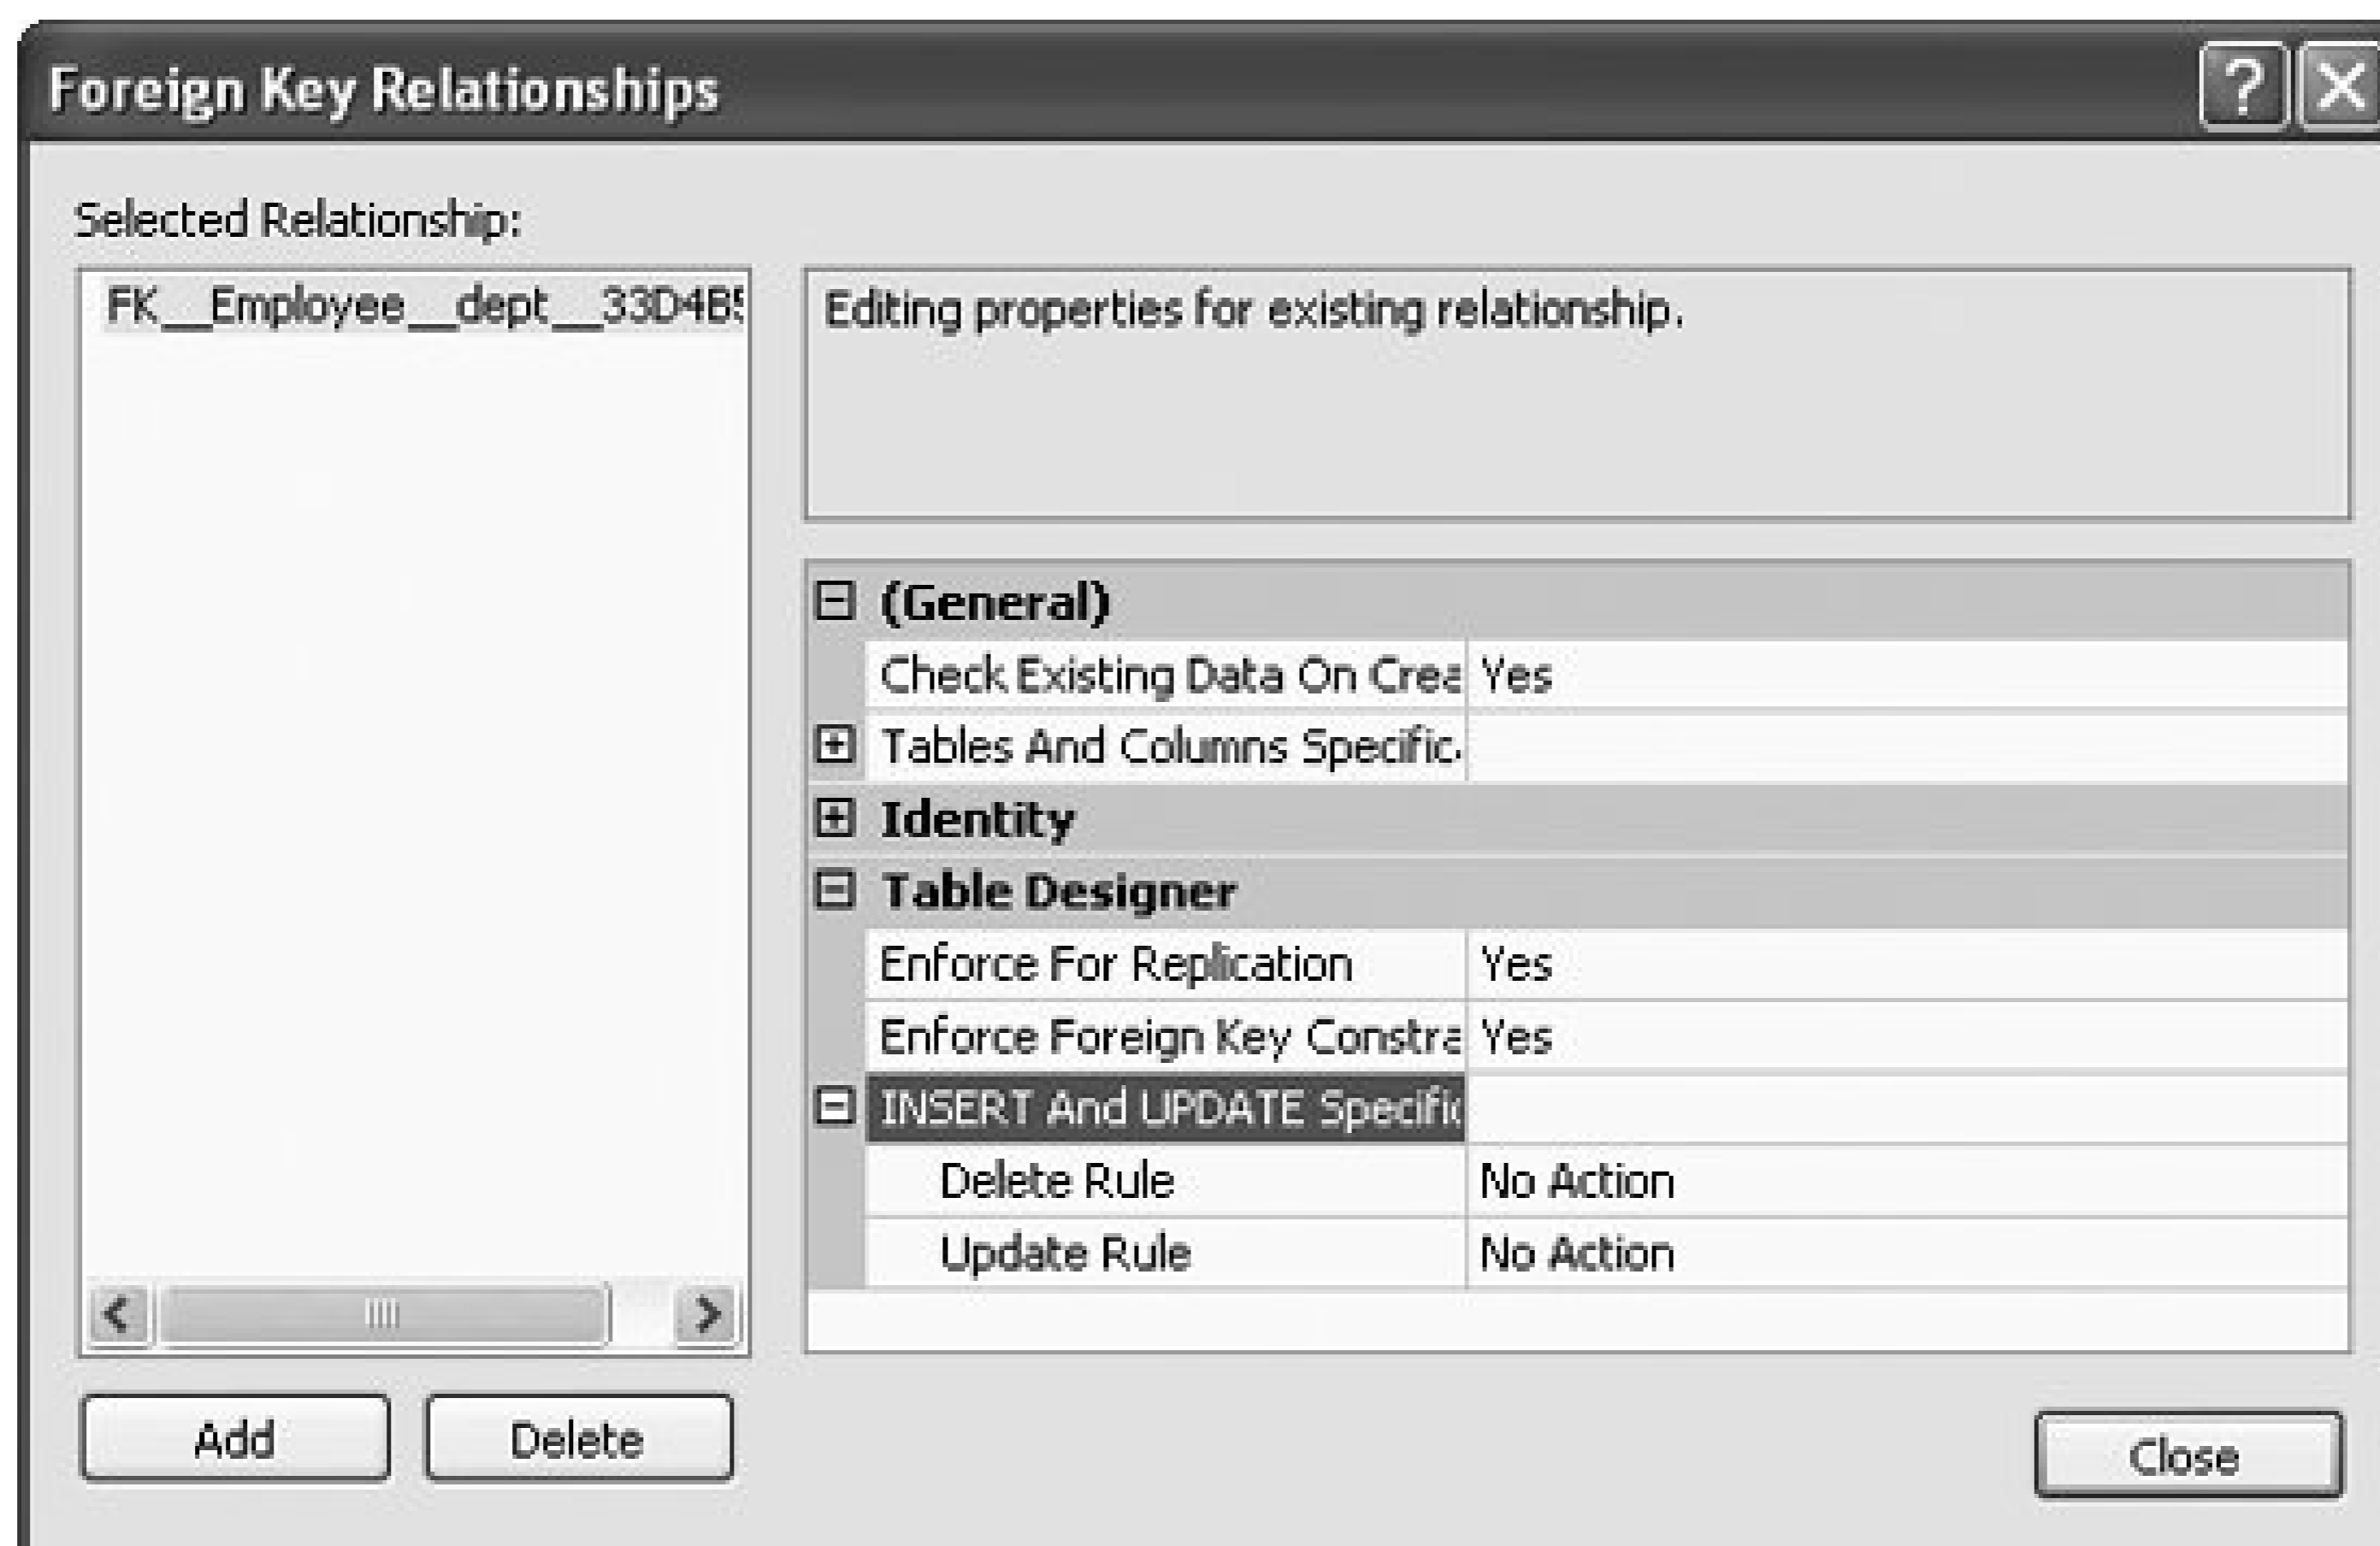 Foreign Key Relationships
Selected Relationship:
FK__Employee__dept__33D4B5
Editing properties for existing relationship.
(General)
Check Existing Data On Crea Yes
Tables And Columns Specific
Identity
Table Designer
Enforce For Replication Yes
Enforce Foreign Key Constra Yes
INSERT And UPDATE Specific
Delete Rule No Action
Update Rule No Action
Add Delete
Close